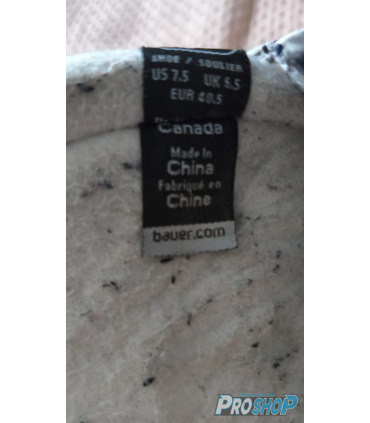 SHOE / SOULIER
US 7.5 UK 6.5
EUR 40.5
Canada
Made in
China
Fabriqué en
Chine
bauer.com
PROSHOP